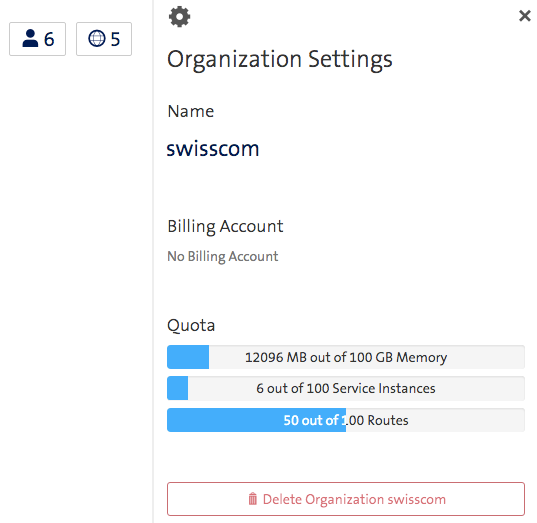 6
5
Organization Settings
Name
swisscom
Billing Account
No Billing Account
Quota
12096 MB out of 100 GB Memory
6 out of 100 Service Instances
50 out of 100 Routes
Delete Organization swisscom